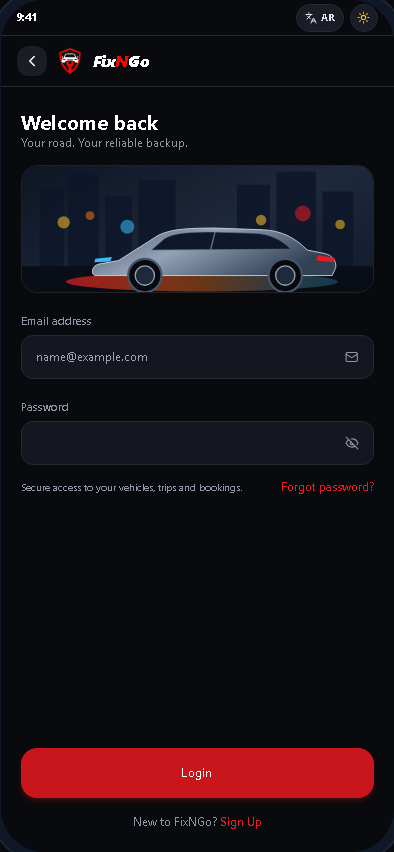 9:41
AR
FixNGo
Welcome back
Your road. Your reliable backup.
Email address
name@example.com
Password
Secure access to your vehicles, trips and bookings.
Forgot password?
Login
New to FixNGo? Sign Up